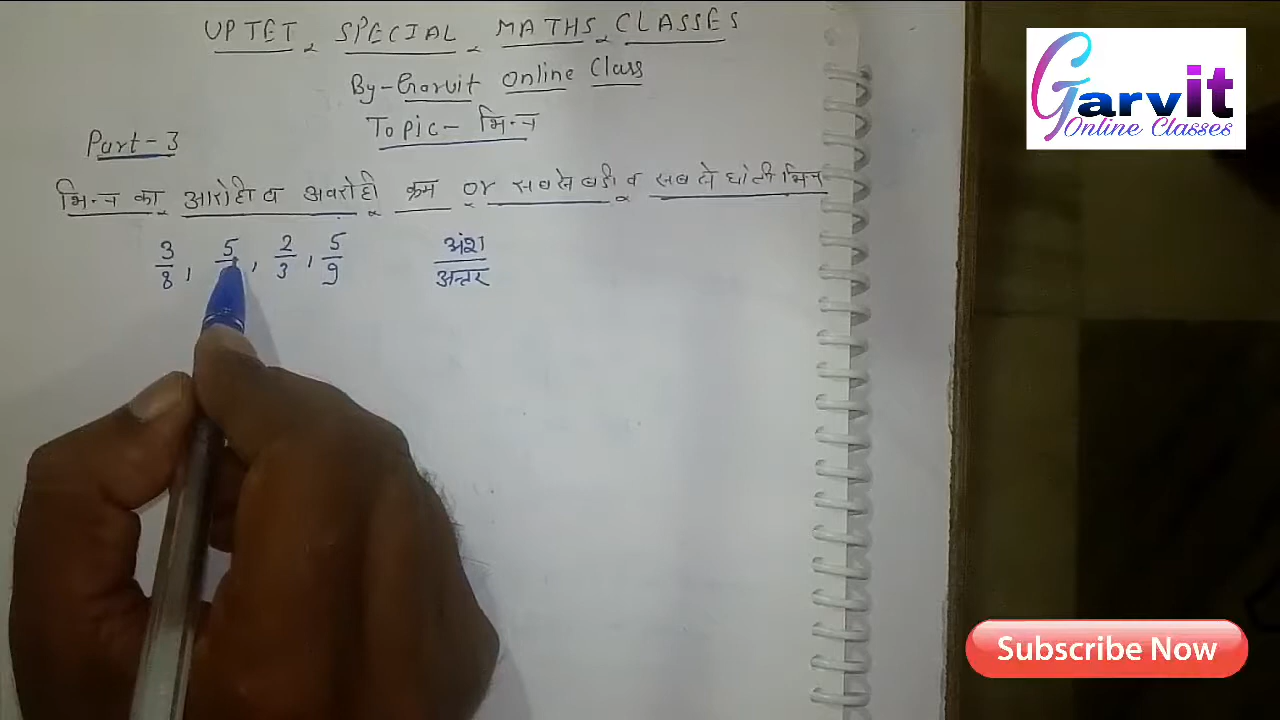 UPTET, SPECIAL, MATHS, CLASSES
By-Garvit Online Class
Topic- भिन्न
Part-3
भिन्न का आरोही व अवरोही क्रम or सबसे बडी व सबसे छोटी भिन्न
3/8, 5/, 2/3, 5/9
अंश
अन्तर
Garvit
Online Classes
Subscribe Now